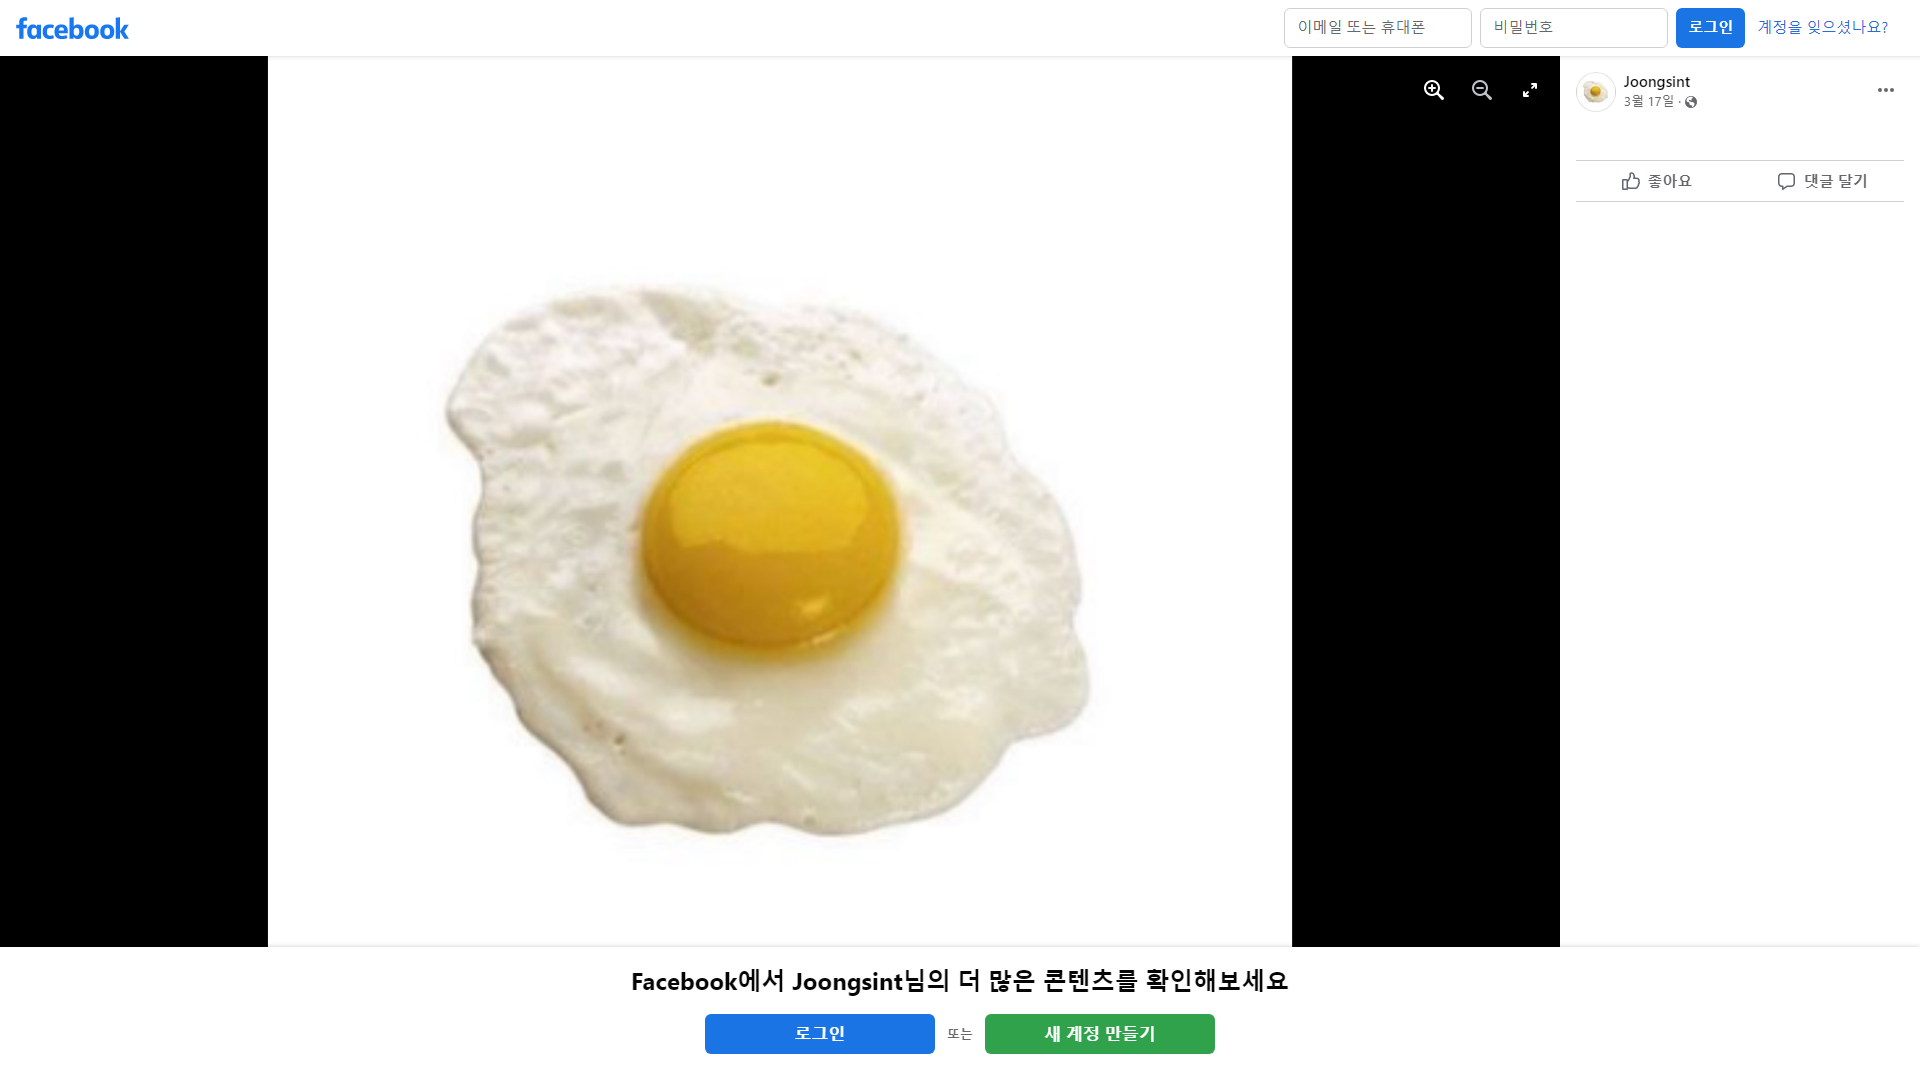 facebook
이메일 또는 휴대폰
비밀번호
로그인
계정을 잊으셨나요?
Joongsint
3월 17일 ·
좋아요
댓글 달기
Facebook에서 Joongsint님의 더 많은 콘텐츠를 확인해보세요
로그인
또는
새 계정 만들기